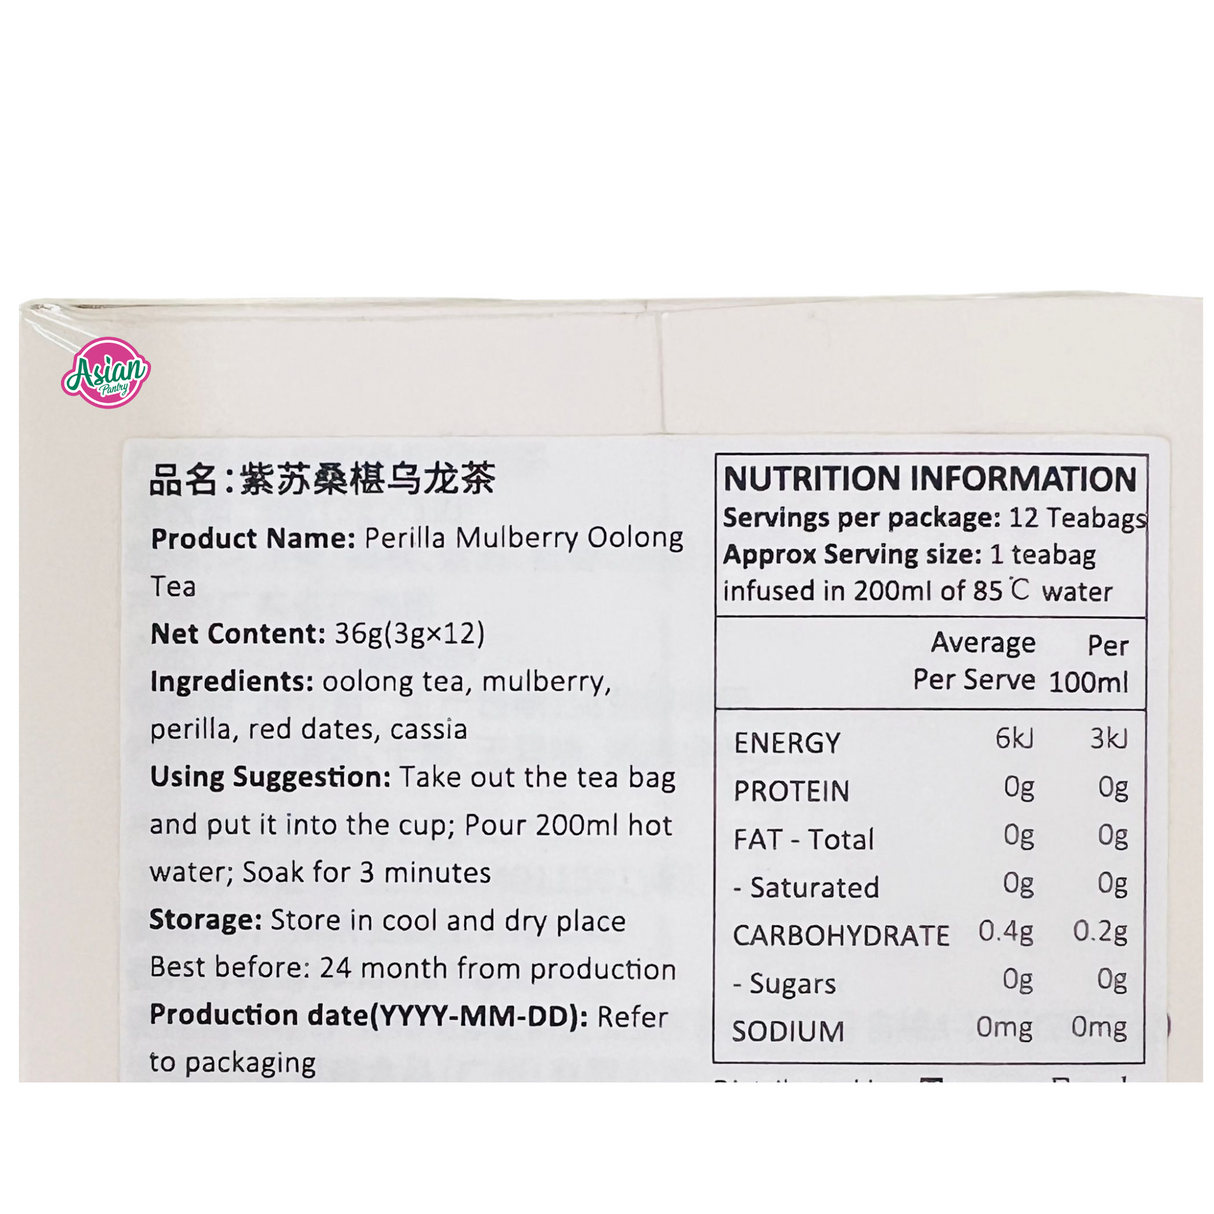 Asian
Pantry
品名:紫苏桑椹乌龙茶
Product Name: Perilla Mulberry Oolong
Tea
Net Content: 36g(3g×12)
Ingredients: oolong tea, mulberry,
perilla, red dates, cassia
Using Suggestion: Take out the tea bag
and put it into the cup; Pour 200ml hot
water; Soak for 3 minutes
Storage: Store in cool and dry place
Best before: 24 month from production
Production date(YYYY-MM-DD): Refer
to packaging
NUTRITION INFORMATION
Servings per package: 12 Teabags
Approx Serving size: 1 teabag
infused in 200ml of 85℃ water
Average Per
Per Serve 100ml
ENERGY 6kJ 3kJ
PROTEIN 0g 0g
FAT - Total 0g 0g
- Saturated 0g 0g
CARBOHYDRATE 0.4g 0.2g
- Sugars 0g 0g
SODIUM 0mg 0mg